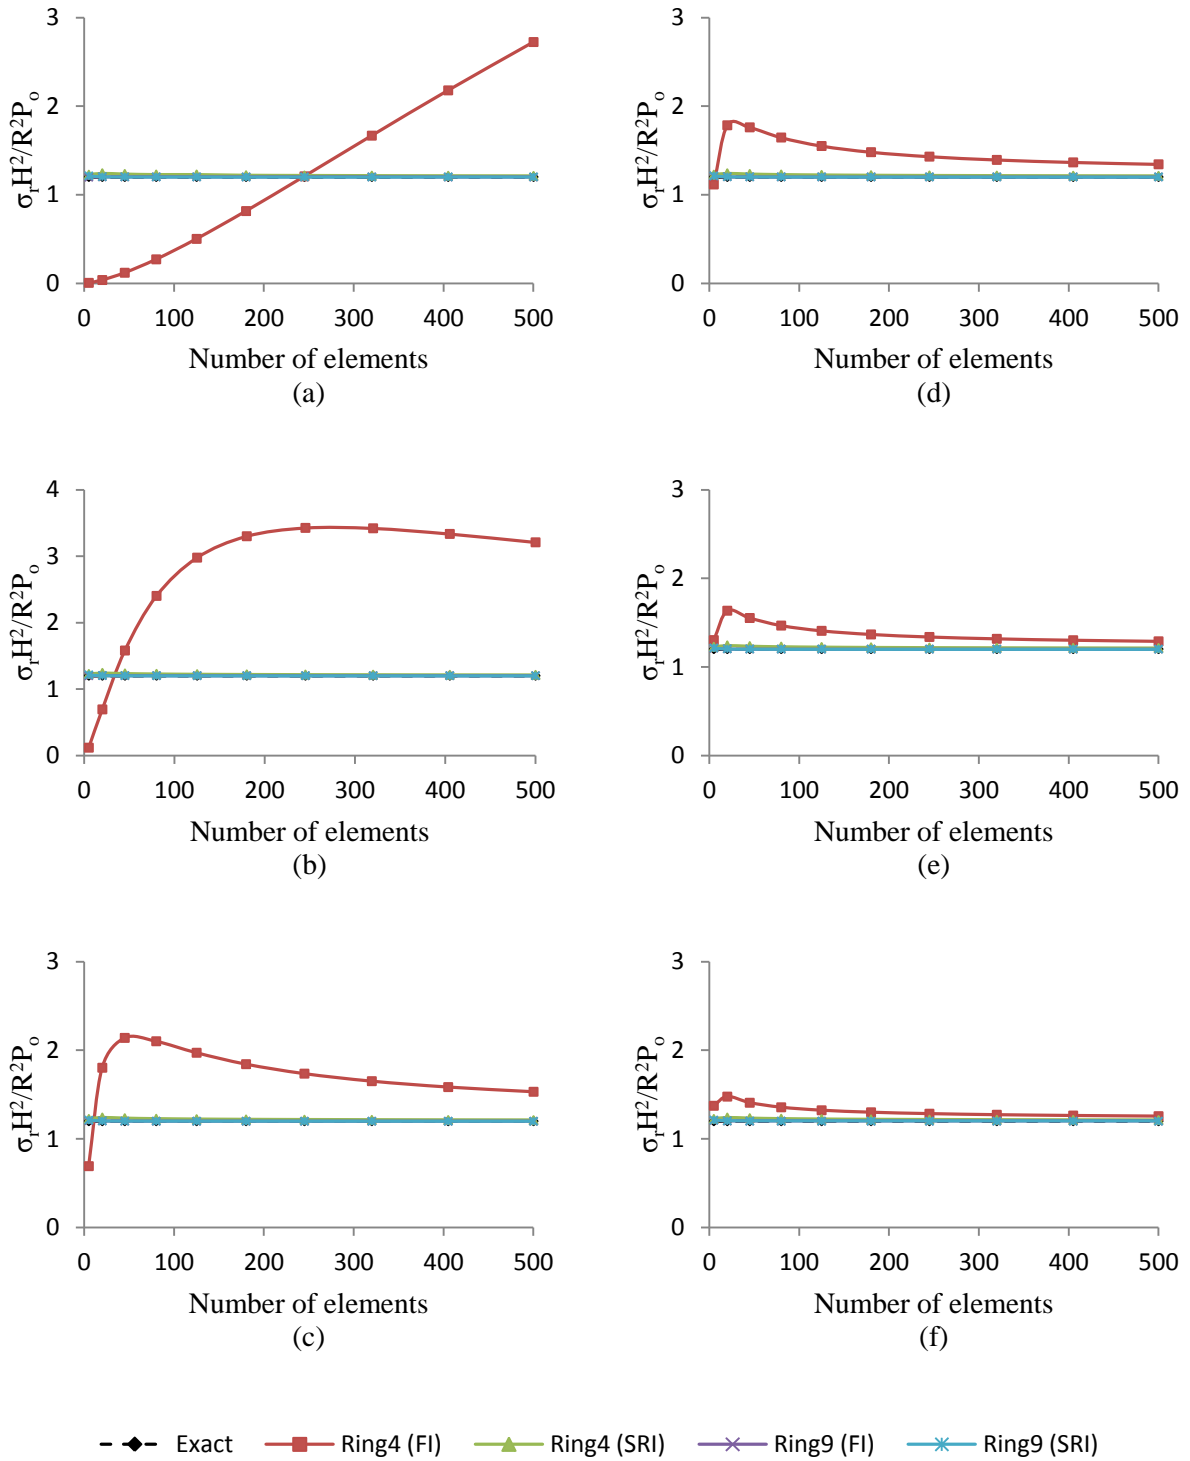 3
2
1
0
σrH²/R²Po
0 100 200 300 400 500
Number of elements
(a)
3
2
1
0
σrH²/R²Po
0 100 200 300 400 500
Number of elements
(d)
4
3
2
1
0
σrH²/R²Po
0 100 200 300 400 500
Number of elements
(b)
3
2
1
0
σrH²/R²Po
0 100 200 300 400 500
Number of elements
(e)
3
2
1
0
σrH²/R²Po
0 100 200 300 400 500
Number of elements
(c)
3
2
1
0
σrH²/R²Po
0 100 200 300 400 500
Number of elements
(f)
Exact Ring4 (FI) Ring4 (SRI) Ring9 (FI) Ring9 (SRI)